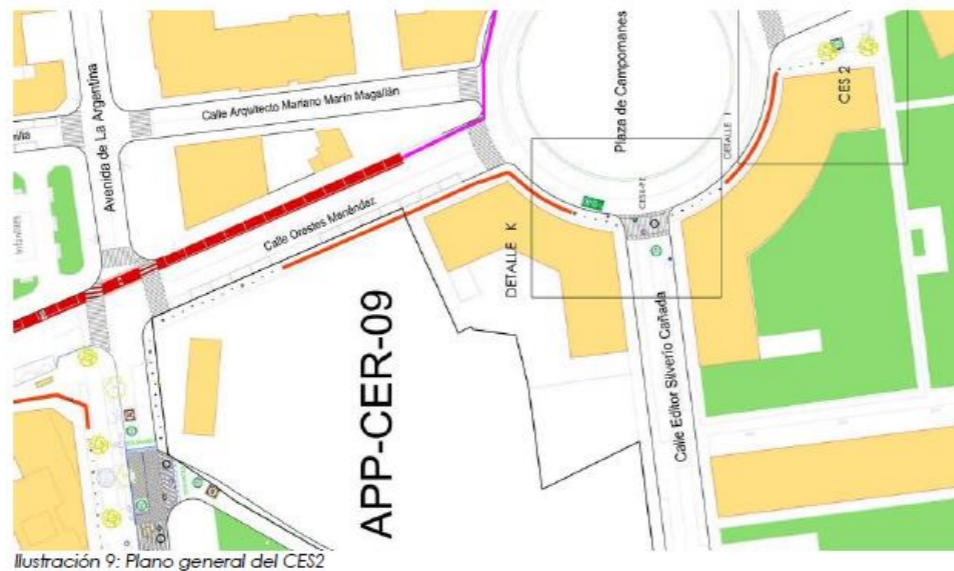 Avenida de La Argentina
Calle Arquitecto Mariano Marín Magallán
Plaza de Campomanes
CES 2
DETALLE I
Calle Orestes Menéndez
DETALLE K
APP-CER-09
Calle Editor Silverio Cañada
Ilustración 9: Plano general del CES2